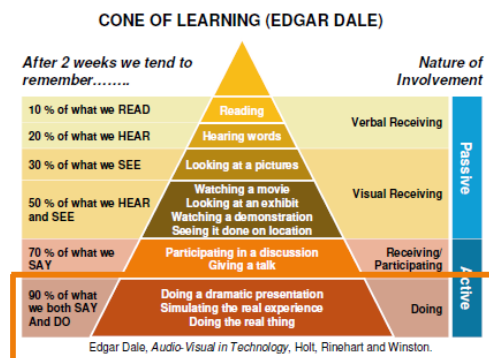 CONE OF LEARNING (EDGAR DALE)
After 2 weeks we tend to
remember……..
Nature of
Involvement
10 % of what we READ
Reading
Verbal Receiving
20 % of what we HEAR
Hearing words
30 % of what we SEE
Looking at a pictures
Visual Receiving
50 % of what we HEAR
and SEE
Watching a movie
Looking at an exhibit
Watching a demonstration
Seeing it done on location
Passive
70 % of what we
SAY
Participating in a discussion
Giving a talk
Receiving/
Participating
90 % of what
we both SAY
And DO
Doing a dramatic presentation
Simulating the real experience
Doing the real thing
Doing
Active
Edgar Dale, Audio-Visual in Technology, Holt, Rinehart and Winston.